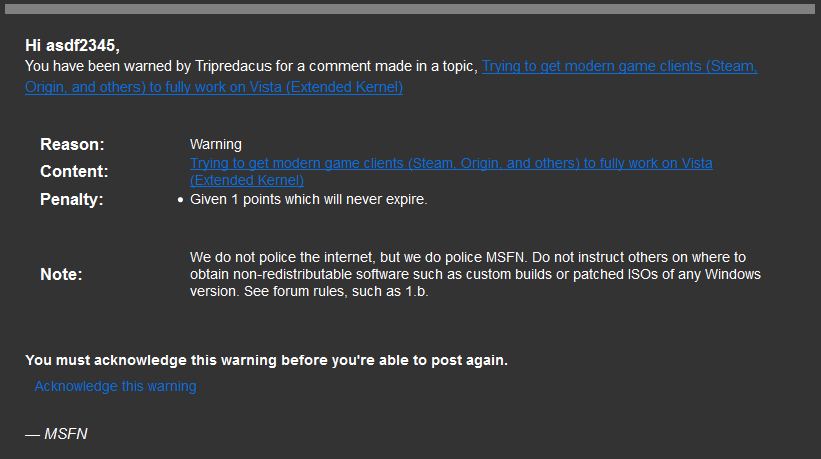 Hi asdf2345,
You have been warned by Tripredacus for a comment made in a topic, Trying to get modern game clients (Steam,
Origin, and others) to fully work on Vista (Extended Kernel)
Reason: Warning
Content: Trying to get modern game clients (Steam, Origin, and others) to fully work on Vista
(Extended Kernel)
Penalty: • Given 1 points which will never expire.
Note: We do not police the internet, but we do police MSFN. Do not instruct others on where to
obtain non-redistributable software such as custom builds or patched ISOs of any Windows
version. See forum rules, such as 1.b.
You must acknowledge this warning before you're able to post again.
Acknowledge this warning
— MSFN